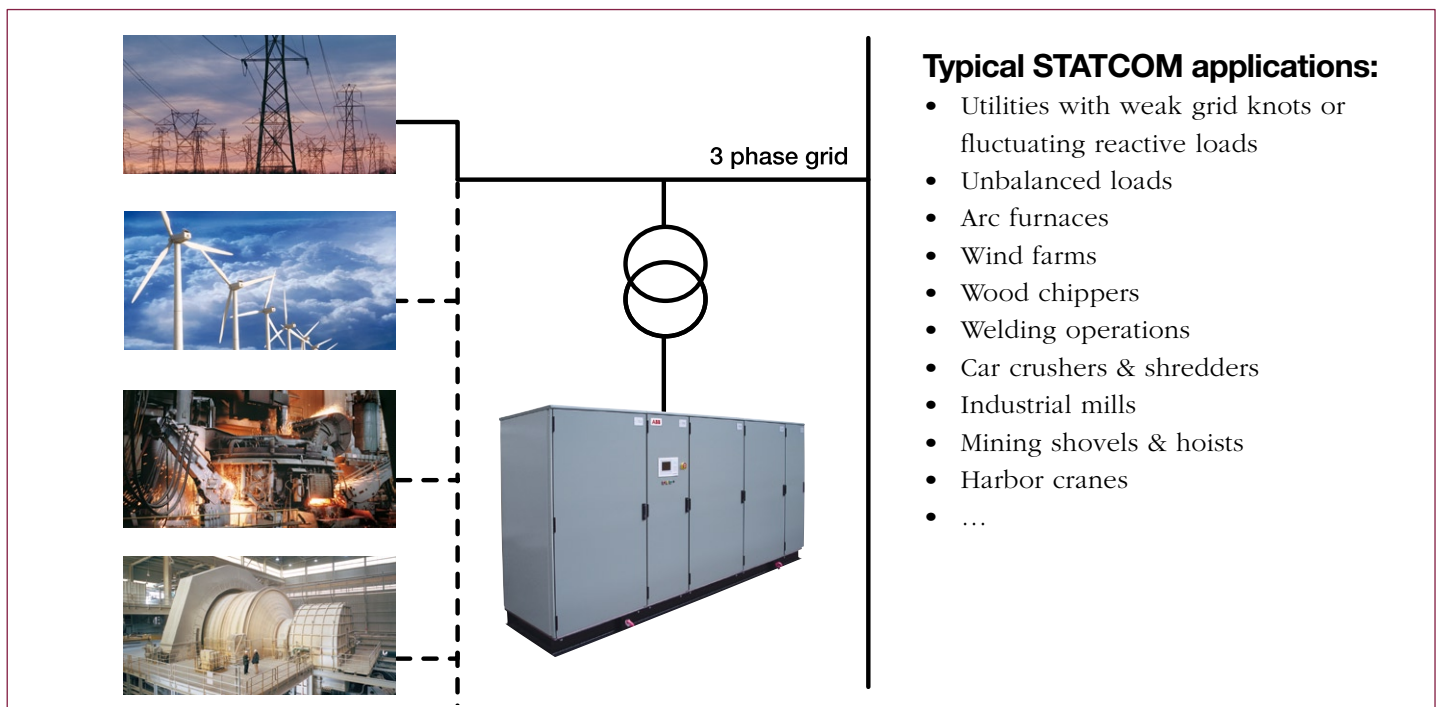 3 phase grid
ABB
Typical STATCOM applications:
• Utilities with weak grid knots or
fluctuating reactive loads
• Unbalanced loads
• Arc furnaces
• Wind farms
• Wood chippers
• Welding operations
• Car crushers & shredders
• Industrial mills
• Mining shovels & hoists
• Harbor cranes
• …